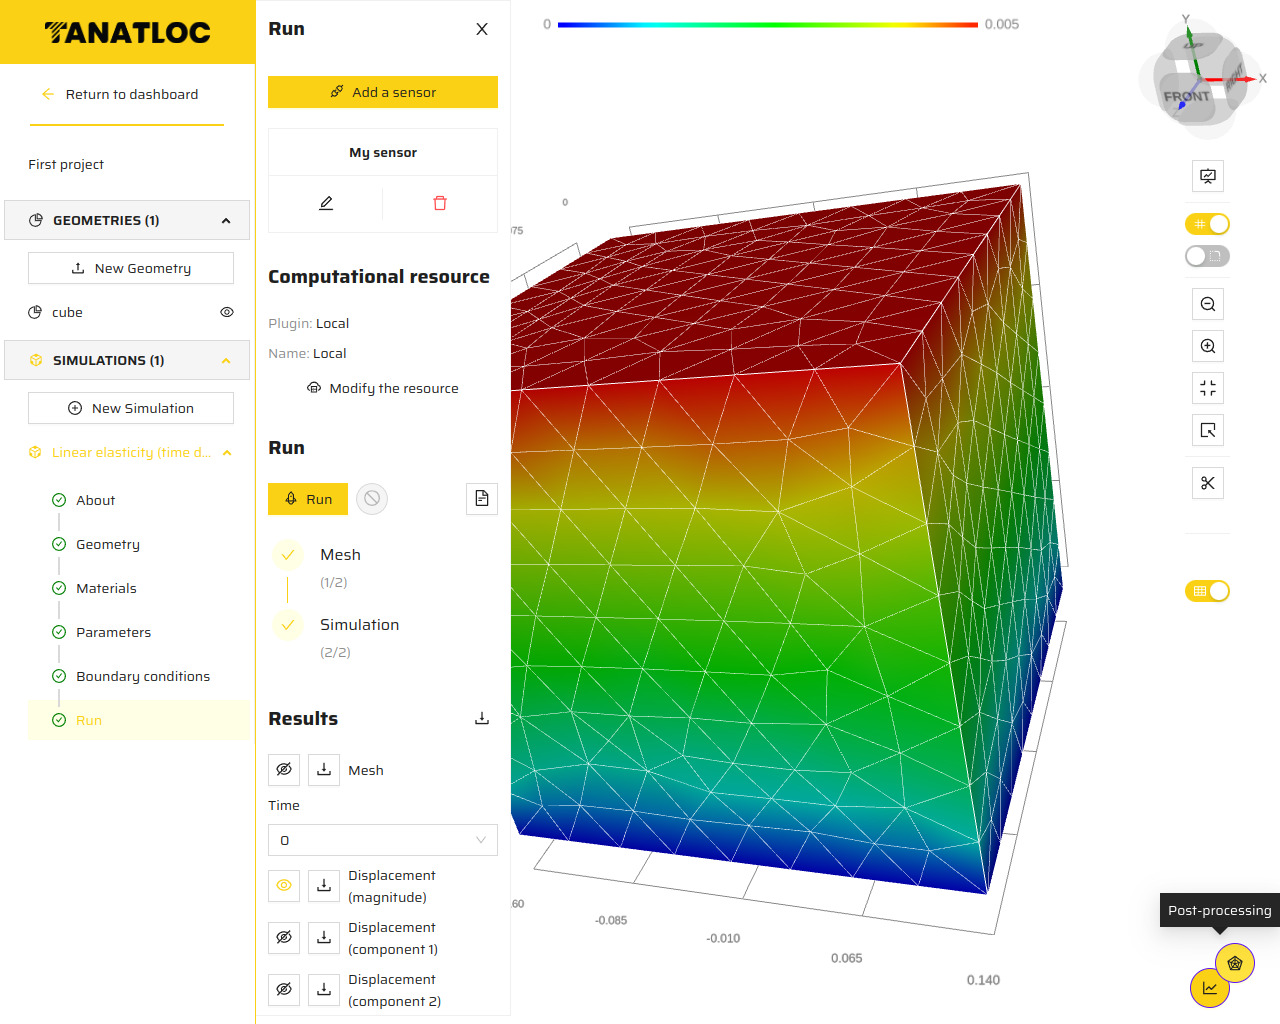 TANATLOC
Return to dashboard
First project
GEOMETRIES (1)
New Geometry
cube
SIMULATIONS (1)
New Simulation
Linear elasticity (time d...
About
Geometry
Materials
Parameters
Boundary conditions
Run
Run
Add a sensor
My sensor
Computational resource
Plugin: Local
Name: Local
Modify the resource
Run
Run
Mesh
(1/2)
Simulation
(2/2)
Results
Mesh
Time
0
Displacement
(magnitude)
Displacement
(component 1)
Displacement
(component 2)
0
0.005
0
75
60
-0.085
-0.010
0.065
0.140
Y
UP
RIGHT
X
FRONT
Z
Post-processing